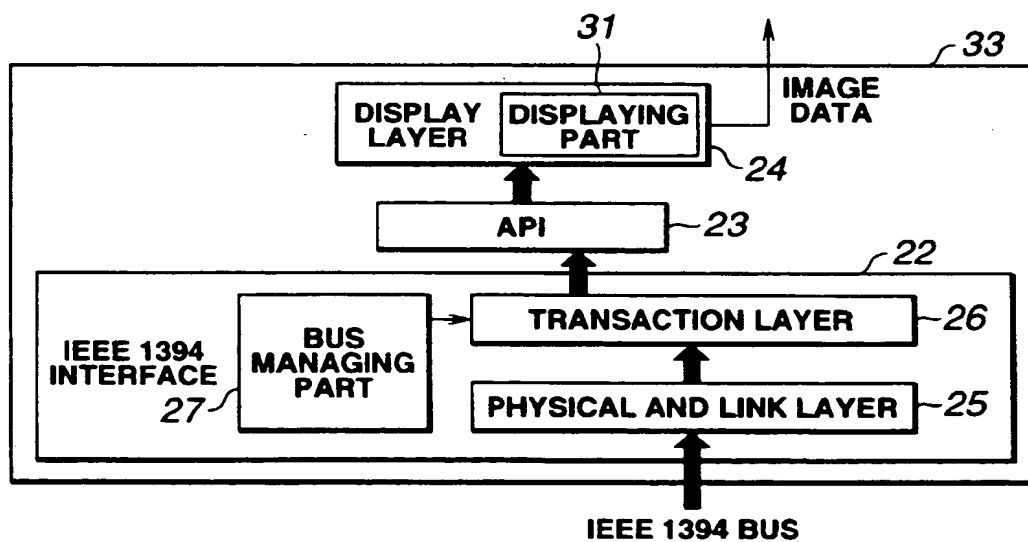 31
33
IMAGE
DATA
DISPLAY
LAYER
DISPLAYING
PART
24
API
23
22
IEEE 1394
INTERFACE
BUS
MANAGING
PART
27
TRANSACTION LAYER
26
PHYSICAL AND LINK LAYER
25
IEEE 1394 BUS